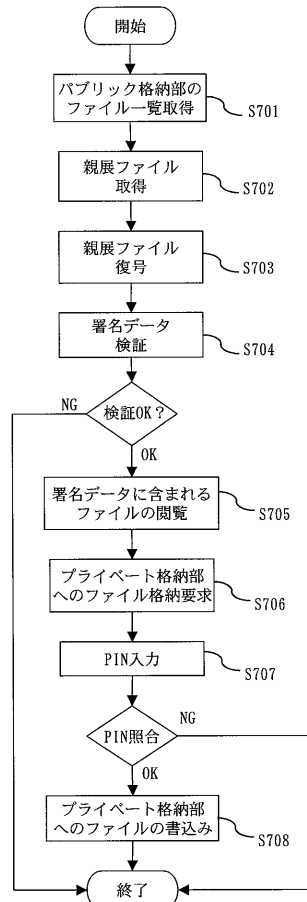 開始
パブリック格納部の
ファイル一覧取得
S701
親展ファイル
取得
S702
親展ファイル
復号
S703
署名データ
検証
S704
検証OK?
NG
OK
署名データに含まれる
ファイルの閲覧
S705
プライベート格納部
へのファイル格納要求
S706
PIN入力
S707
PIN照合
NG
OK
プライベート格納部
へのファイルの書込み
S708
終了